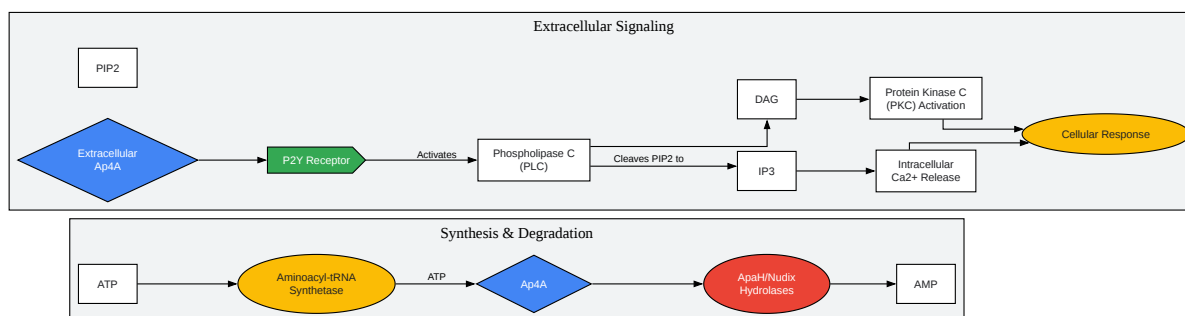 Extracellular Signaling
PIP2
Extracellular
Ap4A
P2Y Receptor
Activates
Phospholipase C
(PLC)
Cleaves PIP2 to
DAG
IP3
Protein Kinase C
(PKC) Activation
Intracellular
Ca2+ Release
Cellular Response
Synthesis & Degradation
ATP
Aminoacyl-tRNA
Synthetase
ATP
Ap4A
ApaH/Nudix
Hydrolases
AMP